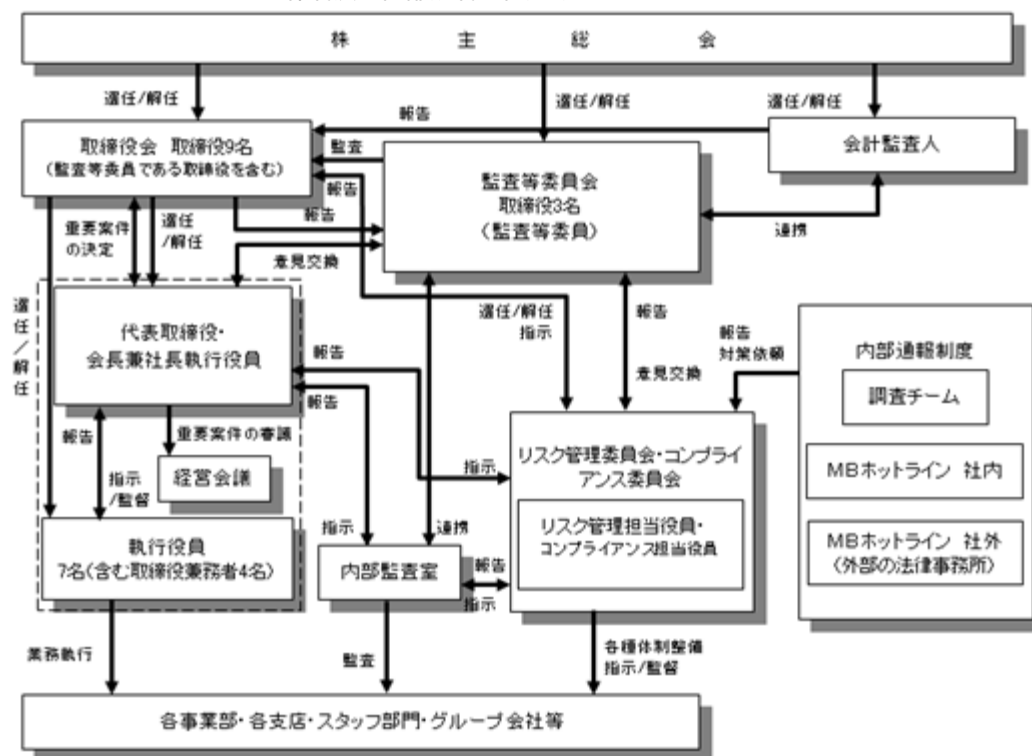 株主総会
選任/解任
報告
選任/解任
選任/解任
取締役会 取締役9名
(監査等委員である取締役を含む)
監査
会計監査人
監査等委員会
取締役3名
(監査等委員)
報告
報告
連携
重要案件
の決定
選任
/解任
意見交換
選任/解任
代表取締役・
会長兼社長執行役員
選任/解任
指示
報告
報告
対策依頼
内部通報制度
調査チーム
報告
報告
意見交換
報告
重要案件の審議
経営会議
指示
/監督
指示
リスク管理委員会・コンプライ
アンス委員会
MBホットライン 社内
リスク管理担当役員・
コンプライアンス担当役員
執行役員
7名(含む取締役兼務者4名)
指示
連携
内部監査室
報告
指示
MBホットライン 社外
(外部の法律事務所)
業務執行
監査
各種体制整備
指示/監督
各事業部・各支店・スタッフ部門・グループ会社等